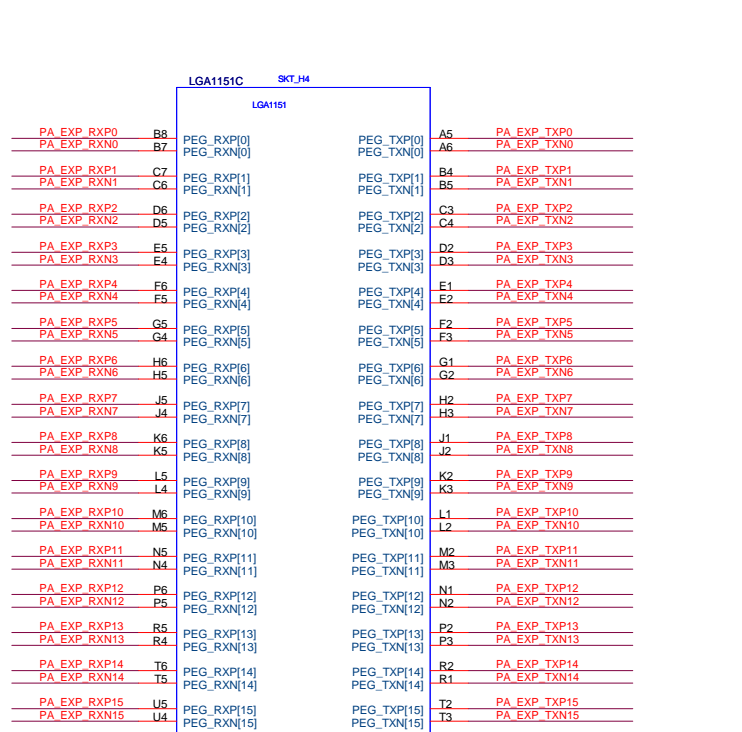 LGA1151C SKT_H4
LGA1151
PA_EXP_RXP0 B8 PEG_RXP[0] PEG_TXP[0] A5 PA_EXP_TXP0
PA_EXP_RXN0 B7 PEG_RXN[0] PEG_TXN[0] A6 PA_EXP_TXN0
PA_EXP_RXP1 C7 PEG_RXP[1] PEG_TXP[1] B4 PA_EXP_TXP1
PA_EXP_RXN1 C6 PEG_RXN[1] PEG_TXN[1] B5 PA_EXP_TXN1
PA_EXP_RXP2 D6 PEG_RXP[2] PEG_TXP[2] C3 PA_EXP_TXP2
PA_EXP_RXN2 D5 PEG_RXN[2] PEG_TXN[2] C4 PA_EXP_TXN2
PA_EXP_RXP3 E5 PEG_RXP[3] PEG_TXP[3] D2 PA_EXP_TXP3
PA_EXP_RXN3 E4 PEG_RXN[3] PEG_TXN[3] D3 PA_EXP_TXN3
PA_EXP_RXP4 F6 PEG_RXP[4] PEG_TXP[4] E1 PA_EXP_TXP4
PA_EXP_RXN4 F5 PEG_RXN[4] PEG_TXN[4] E2 PA_EXP_TXN4
PA_EXP_RXP5 G5 PEG_RXP[5] PEG_TXP[5] F2 PA_EXP_TXP5
PA_EXP_RXN5 G4 PEG_RXN[5] PEG_TXN[5] F3 PA_EXP_TXN5
PA_EXP_RXP6 H6 PEG_RXP[6] PEG_TXP[6] G1 PA_EXP_TXP6
PA_EXP_RXN6 H5 PEG_RXN[6] PEG_TXN[6] G2 PA_EXP_TXN6
PA_EXP_RXP7 J5 PEG_RXP[7] PEG_TXP[7] H2 PA_EXP_TXP7
PA_EXP_RXN7 J4 PEG_RXN[7] PEG_TXN[7] H3 PA_EXP_TXN7
PA_EXP_RXP8 K6 PEG_RXP[8] PEG_TXP[8] J1 PA_EXP_TXP8
PA_EXP_RXN8 K5 PEG_RXN[8] PEG_TXN[8] J2 PA_EXP_TXN8
PA_EXP_RXP9 L5 PEG_RXP[9] PEG_TXP[9] K2 PA_EXP_TXP9
PA_EXP_RXN9 L4 PEG_RXN[9] PEG_TXN[9] K3 PA_EXP_TXN9
PA_EXP_RXP10 M6 PEG_RXP[10] PEG_TXP[10] L1 PA_EXP_TXP10
PA_EXP_RXN10 M5 PEG_RXN[10] PEG_TXN[10] L2 PA_EXP_TXN10
PA_EXP_RXP11 N5 PEG_RXP[11] PEG_TXP[11] M2 PA_EXP_TXP11
PA_EXP_RXN11 N4 PEG_RXN[11] PEG_TXN[11] M3 PA_EXP_TXN11
PA_EXP_RXP12 P6 PEG_RXP[12] PEG_TXP[12] N1 PA_EXP_TXP12
PA_EXP_RXN12 P5 PEG_RXN[12] PEG_TXN[12] N2 PA_EXP_TXN12
PA_EXP_RXP13 R5 PEG_RXP[13] PEG_TXP[13] P2 PA_EXP_TXP13
PA_EXP_RXN13 R4 PEG_RXN[13] PEG_TXN[13] P3 PA_EXP_TXN13
PA_EXP_RXP14 T6 PEG_RXP[14] PEG_TXP[14] R2 PA_EXP_TXP14
PA_EXP_RXN14 T5 PEG_RXN[14] PEG_TXN[14] R1 PA_EXP_TXN14
PA_EXP_RXP15 U5 PEG_RXP[15] PEG_TXP[15] T2 PA_EXP_TXP15
PA_EXP_RXN15 U4 PEG_RXN[15] PEG_TXN[15] T3 PA_EXP_TXN15